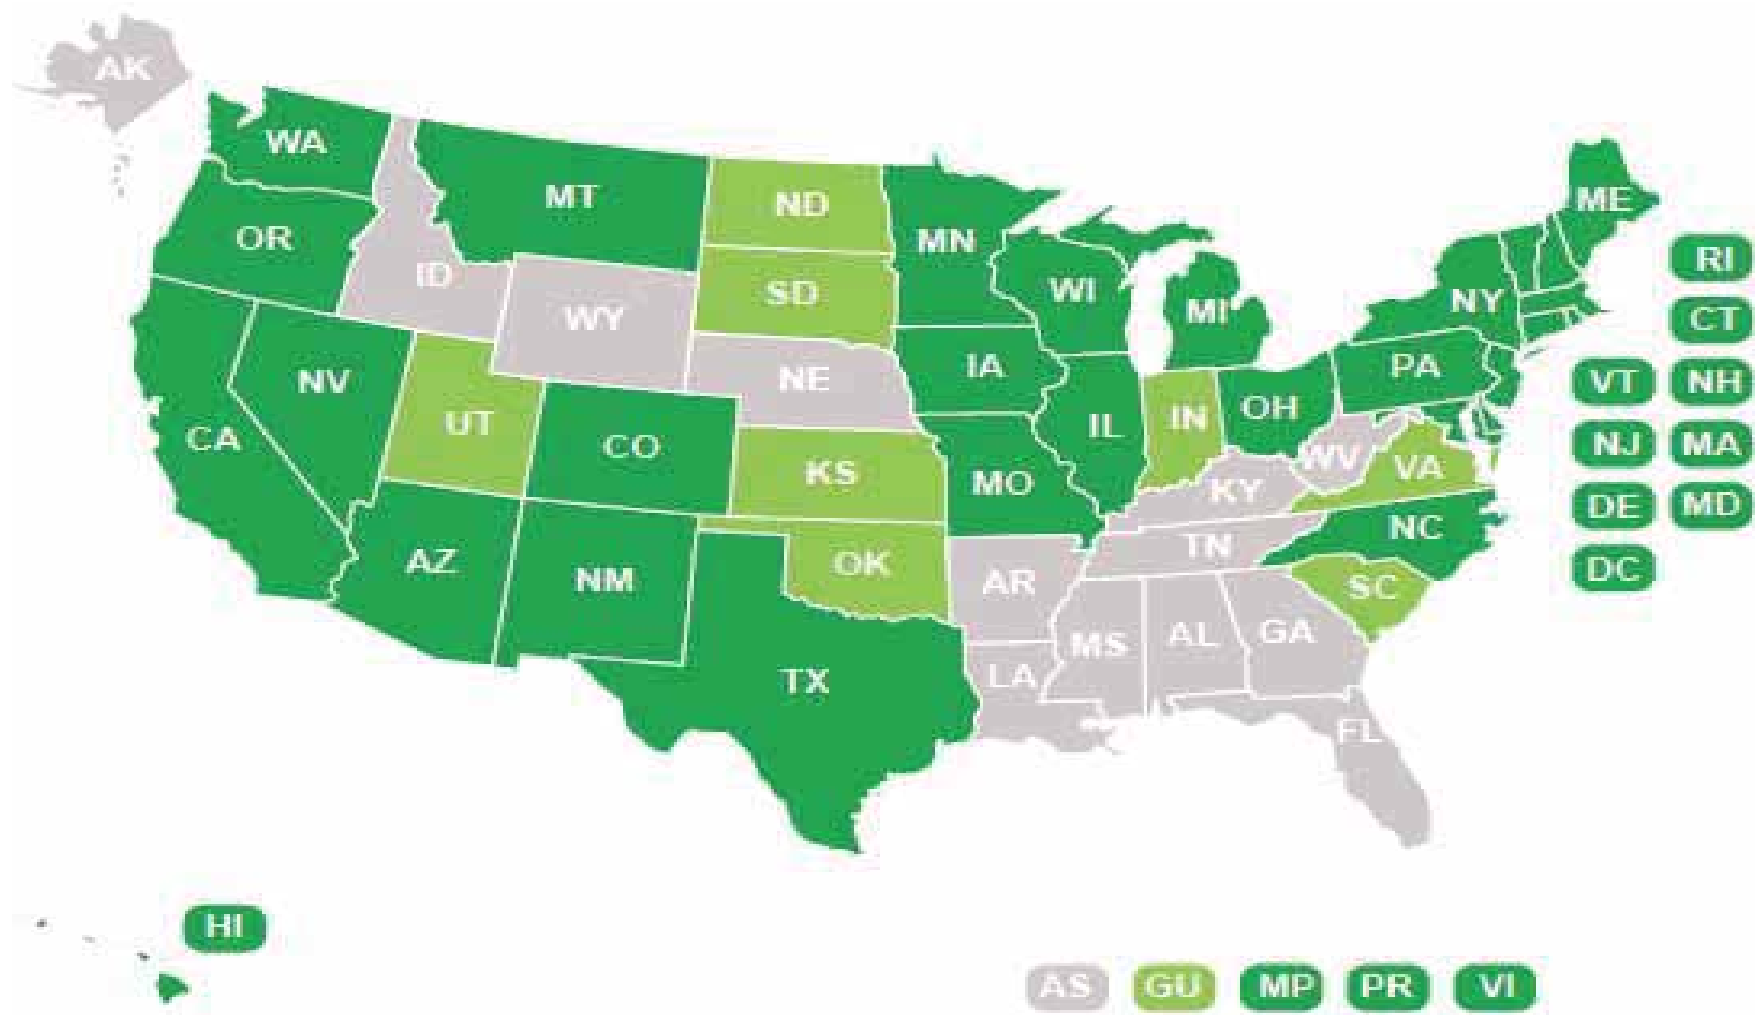 AK
WA
MT
ND
MN
ME
OR
ID
SD
WI
MI
NY
RI
WY
CT
NV
NE
IA
PA
VT
NH
CA
UT
CO
KS
MO
IL
IN
OH
WV
VA
NJ
MA
KY
DE
MD
AZ
NM
OK
AR
TN
NC
DC
SC
TX
LA
MS
AL
GA
FL
HI
AS GU MP PR VI